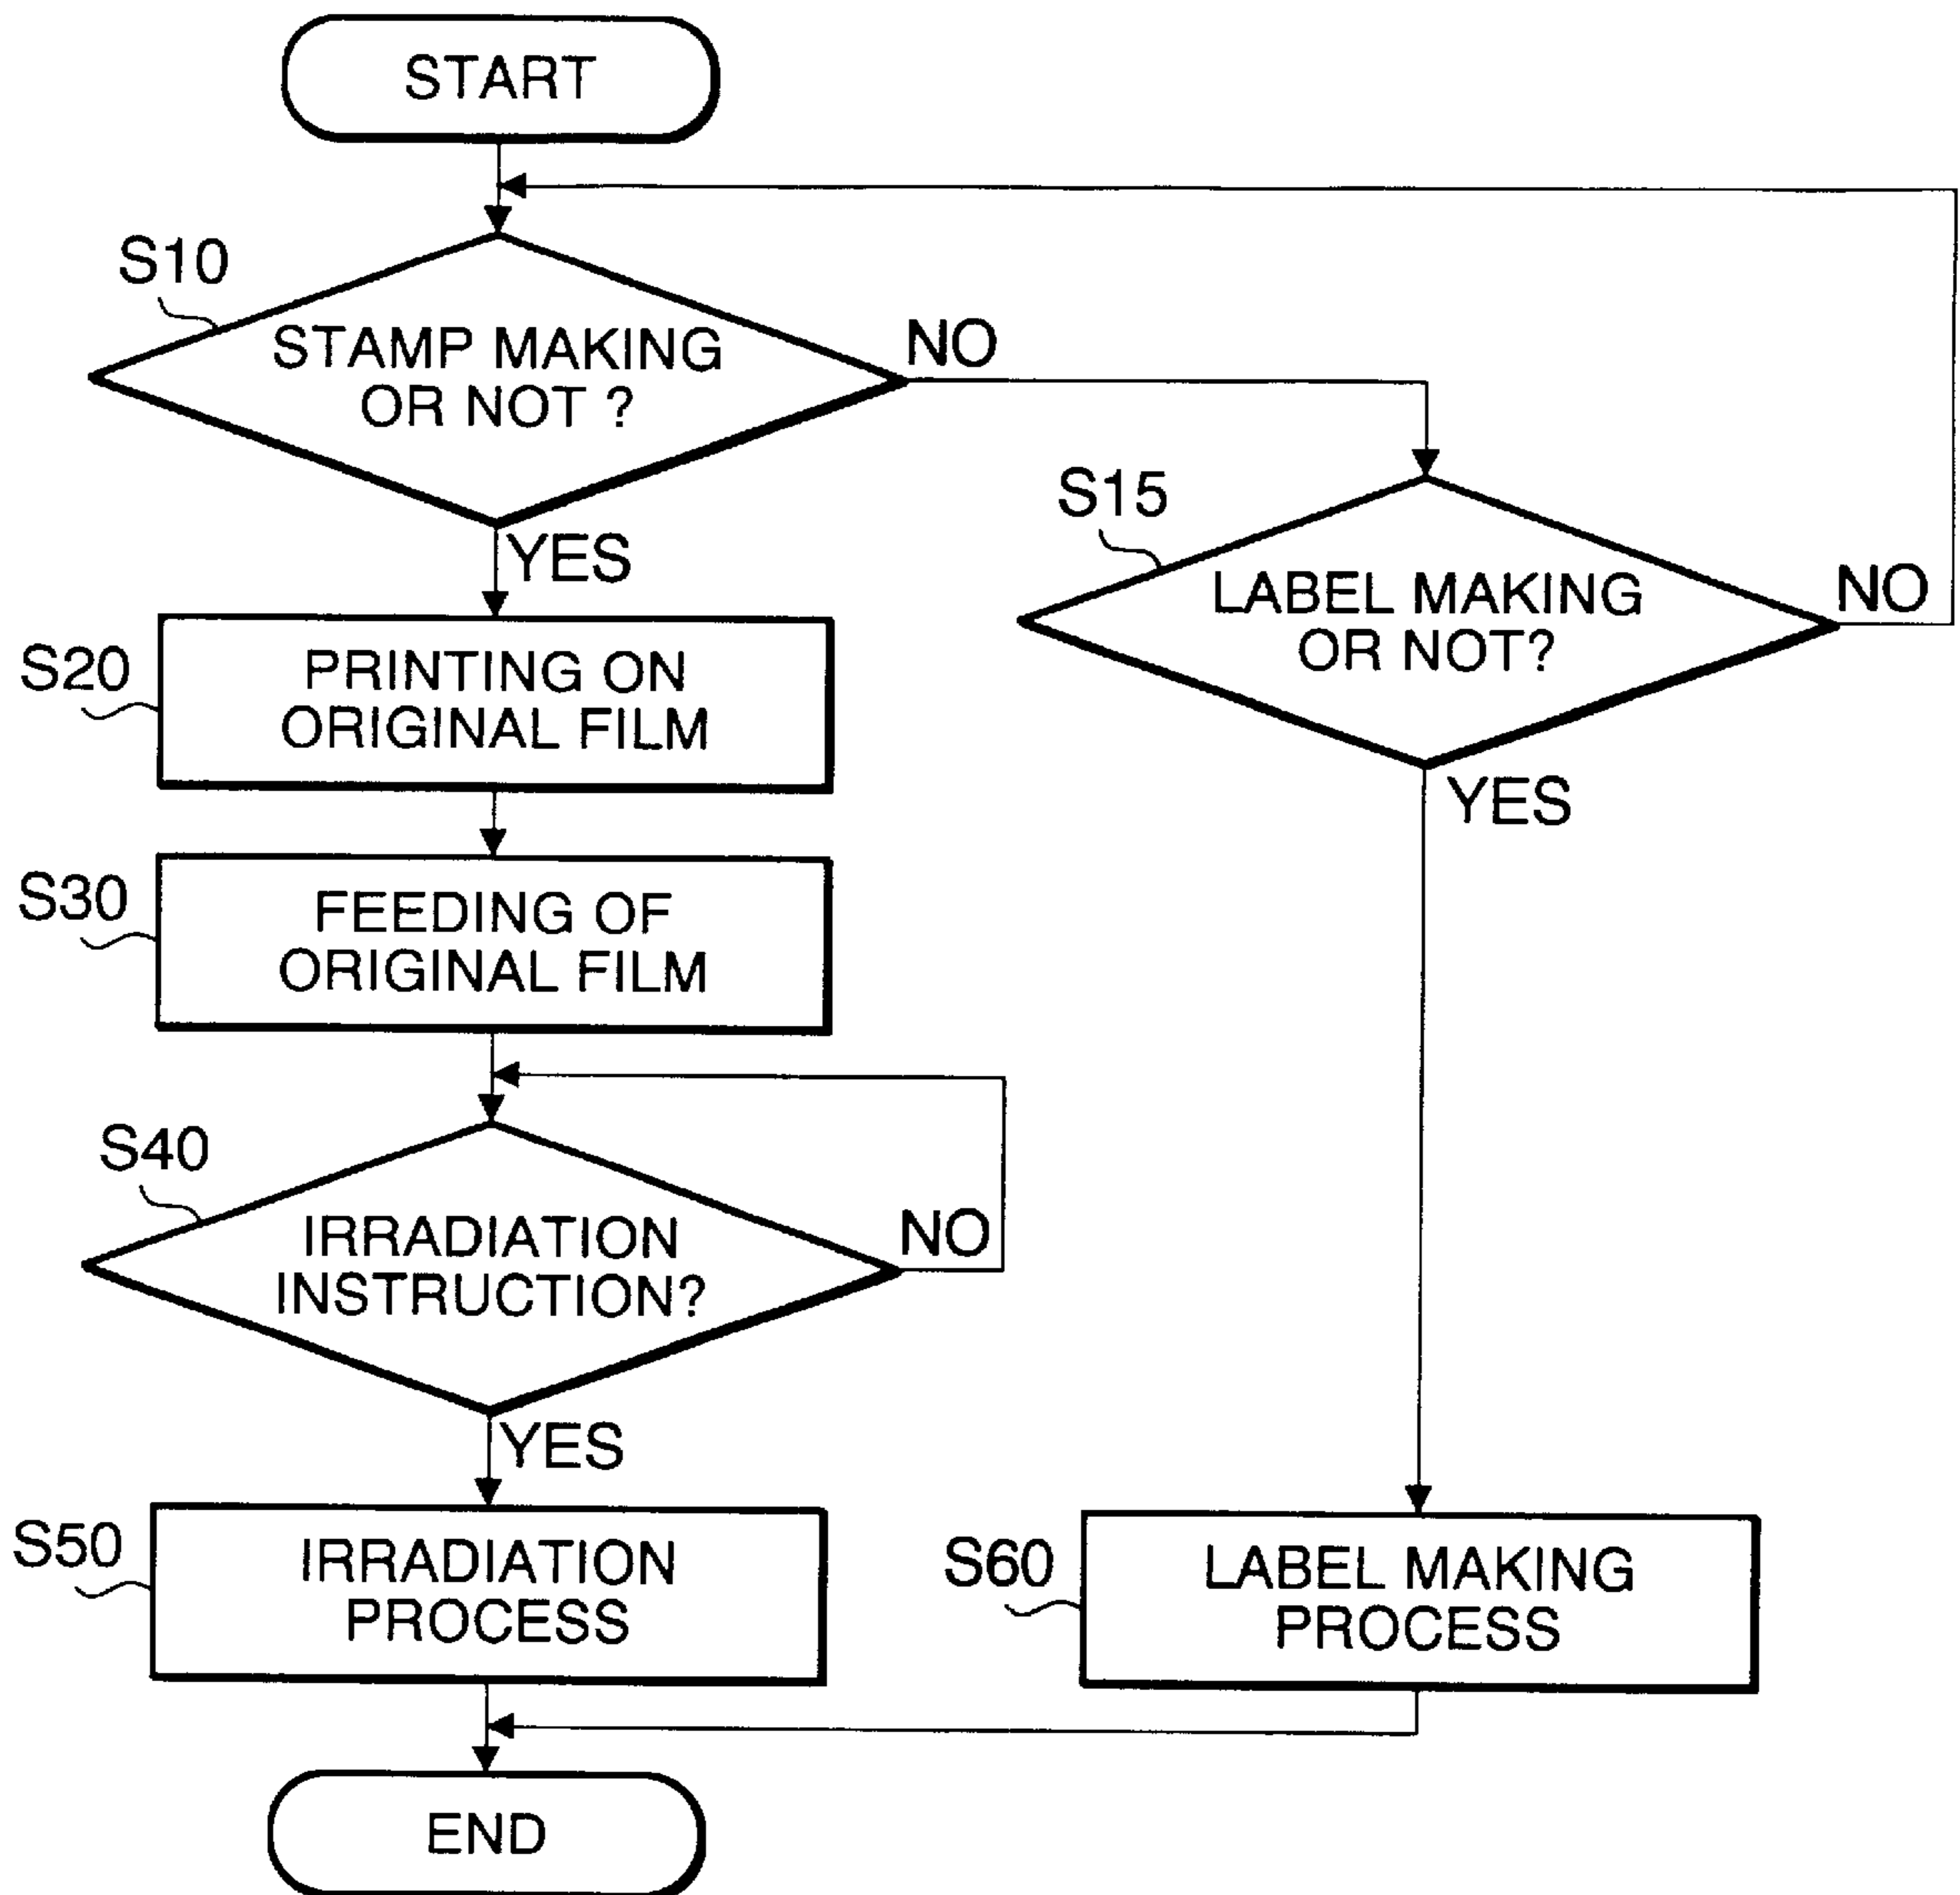 START
S10
STAMP MAKING
OR NOT ?
NO
YES
S15
LABEL MAKING
OR NOT?
NO
YES
S20
PRINTING ON
ORIGINAL FILM
S30
FEEDING OF
ORIGINAL FILM
S40
IRRADIATION
INSTRUCTION?
NO
YES
S50
IRRADIATION
PROCESS
S60
LABEL MAKING
PROCESS
END